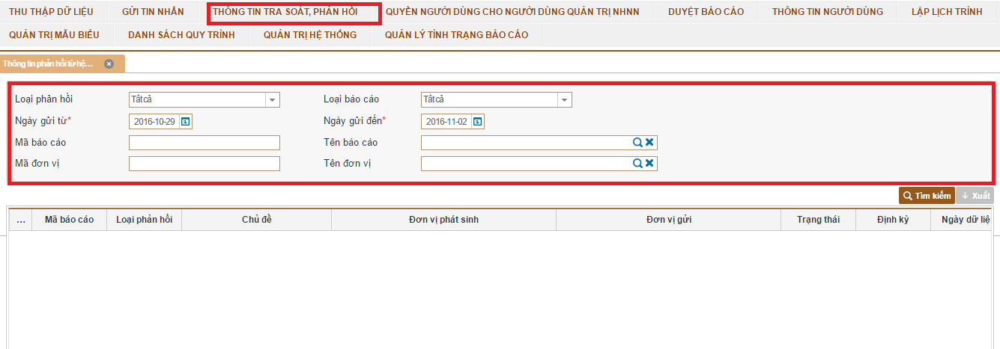 THU THẬP DỮ LIỆU GỬI TIN NHẮN THÔNG TIN TRA SOÁT, PHẢN HỒI QUYỀN NGƯỜI DÙNG CHO NGƯỜI DÙNG QUẢN TRỊ NHNN DUYỆT BÁO CÁO THÔNG TIN NGƯỜI DÙNG LẬP LỊCH TRÌNH
QUẢN TRỊ MẪU BIỂU DANH SÁCH QUY TRÌNH QUẢN TRỊ HỆ THỐNG QUẢN LÝ TÌNH TRẠNG BÁO CÁO
Thông tin phản hồi từ hệ...
Loại phản hồi Tất cả Loại báo cáo Tất cả
Ngày gửi từ* 2016-10-29 Ngày gửi đến* 2016-11-02
Mã báo cáo Tên báo cáo
Mã đơn vị Tên đơn vị
Tìm kiếm Xuất
... Mã báo cáo Loại phản hồi Chủ đề Đơn vị phát sinh Đơn vị gửi Trạng thái Định kỳ Ngày dữ liệ